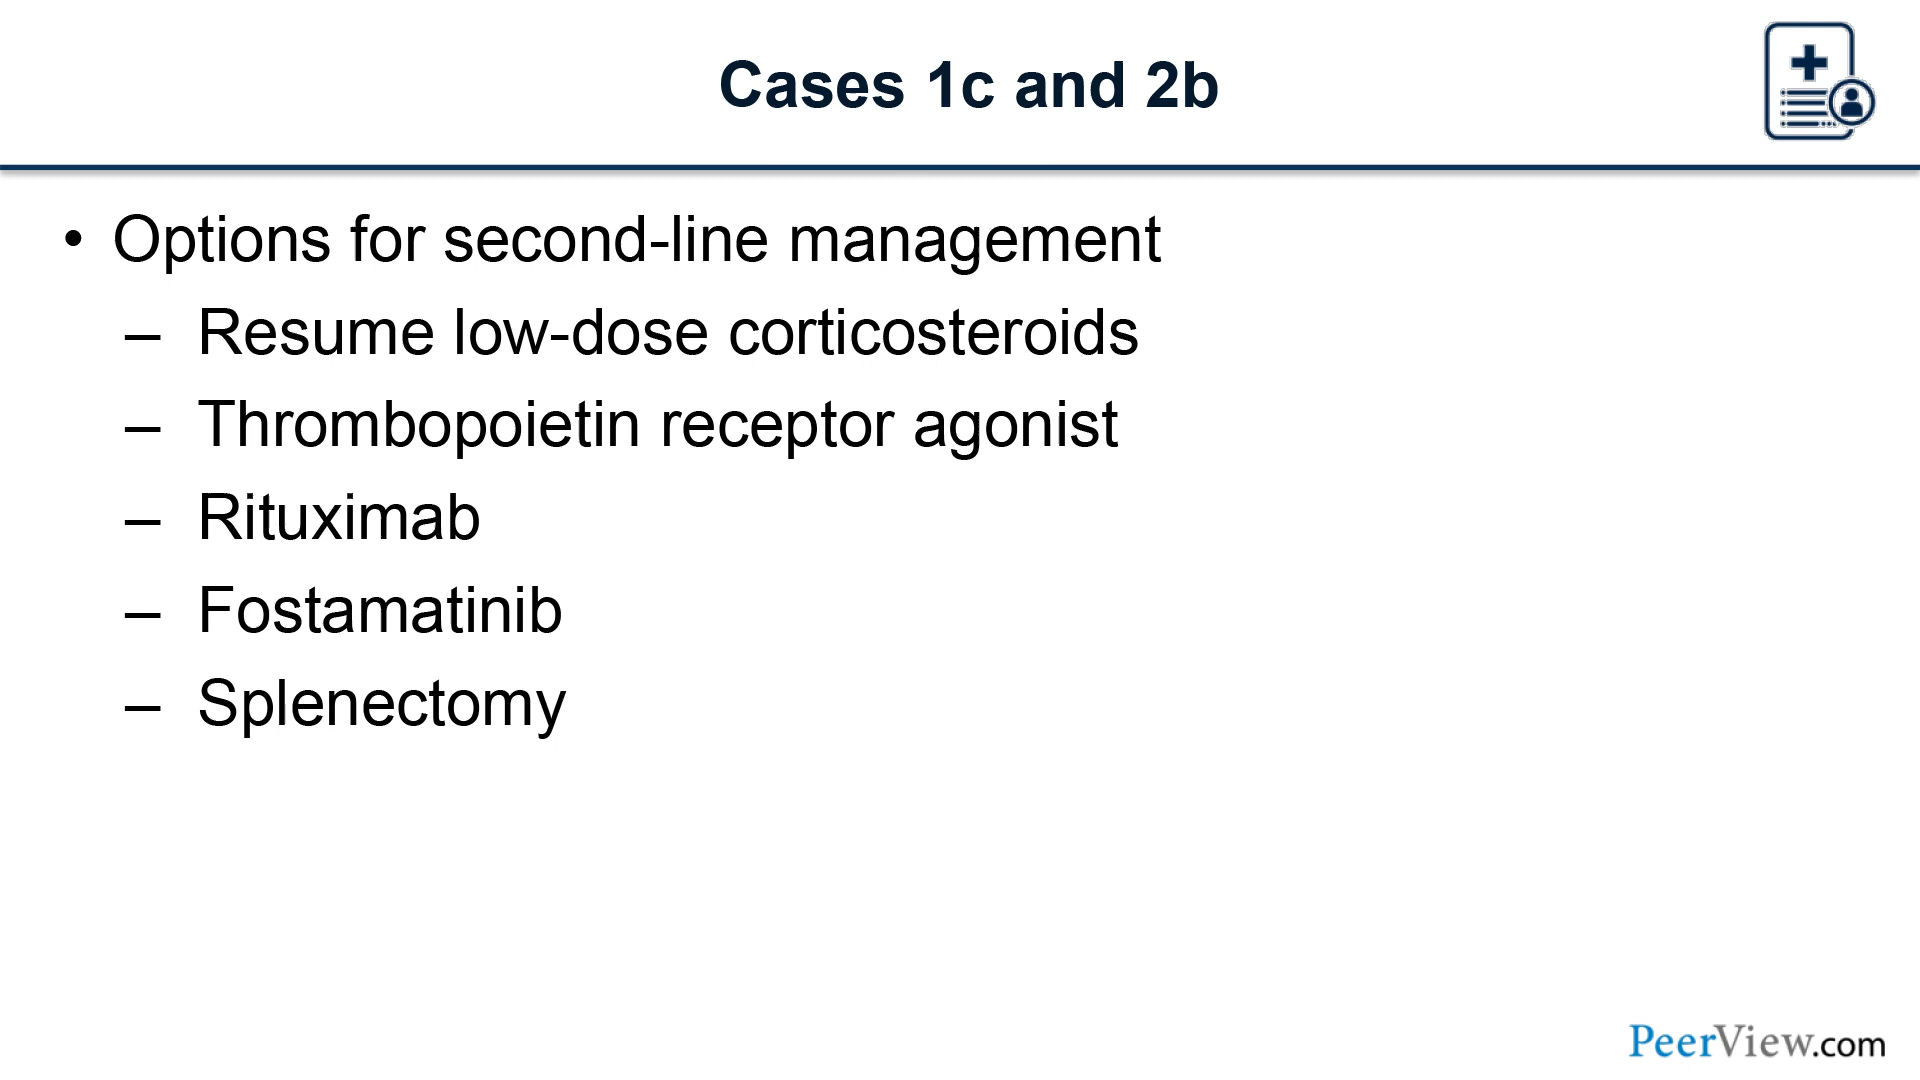 Cases 1c and 2b
• Options for second-line management
– Resume low-dose corticosteroids
– Thrombopoietin receptor agonist
– Rituximab
– Fostamatinib
– Splenectomy
PeerView.com